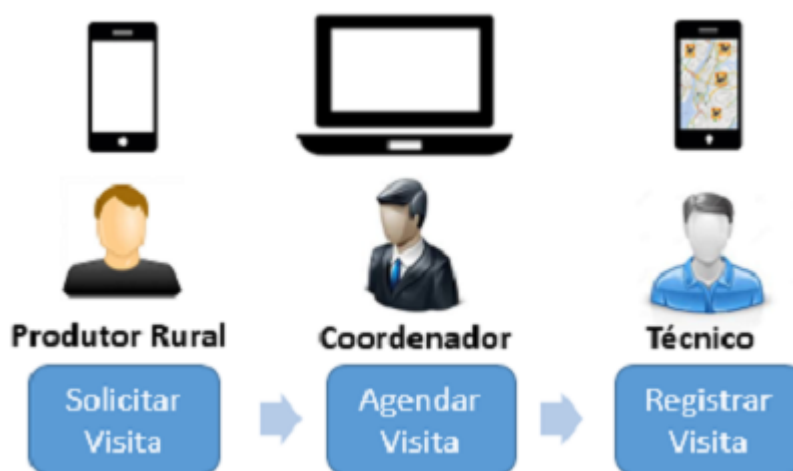 Produtor Rural
Coordenador
Técnico
Solicitar
Visita
Agendar
Visita
Registrar
Visita